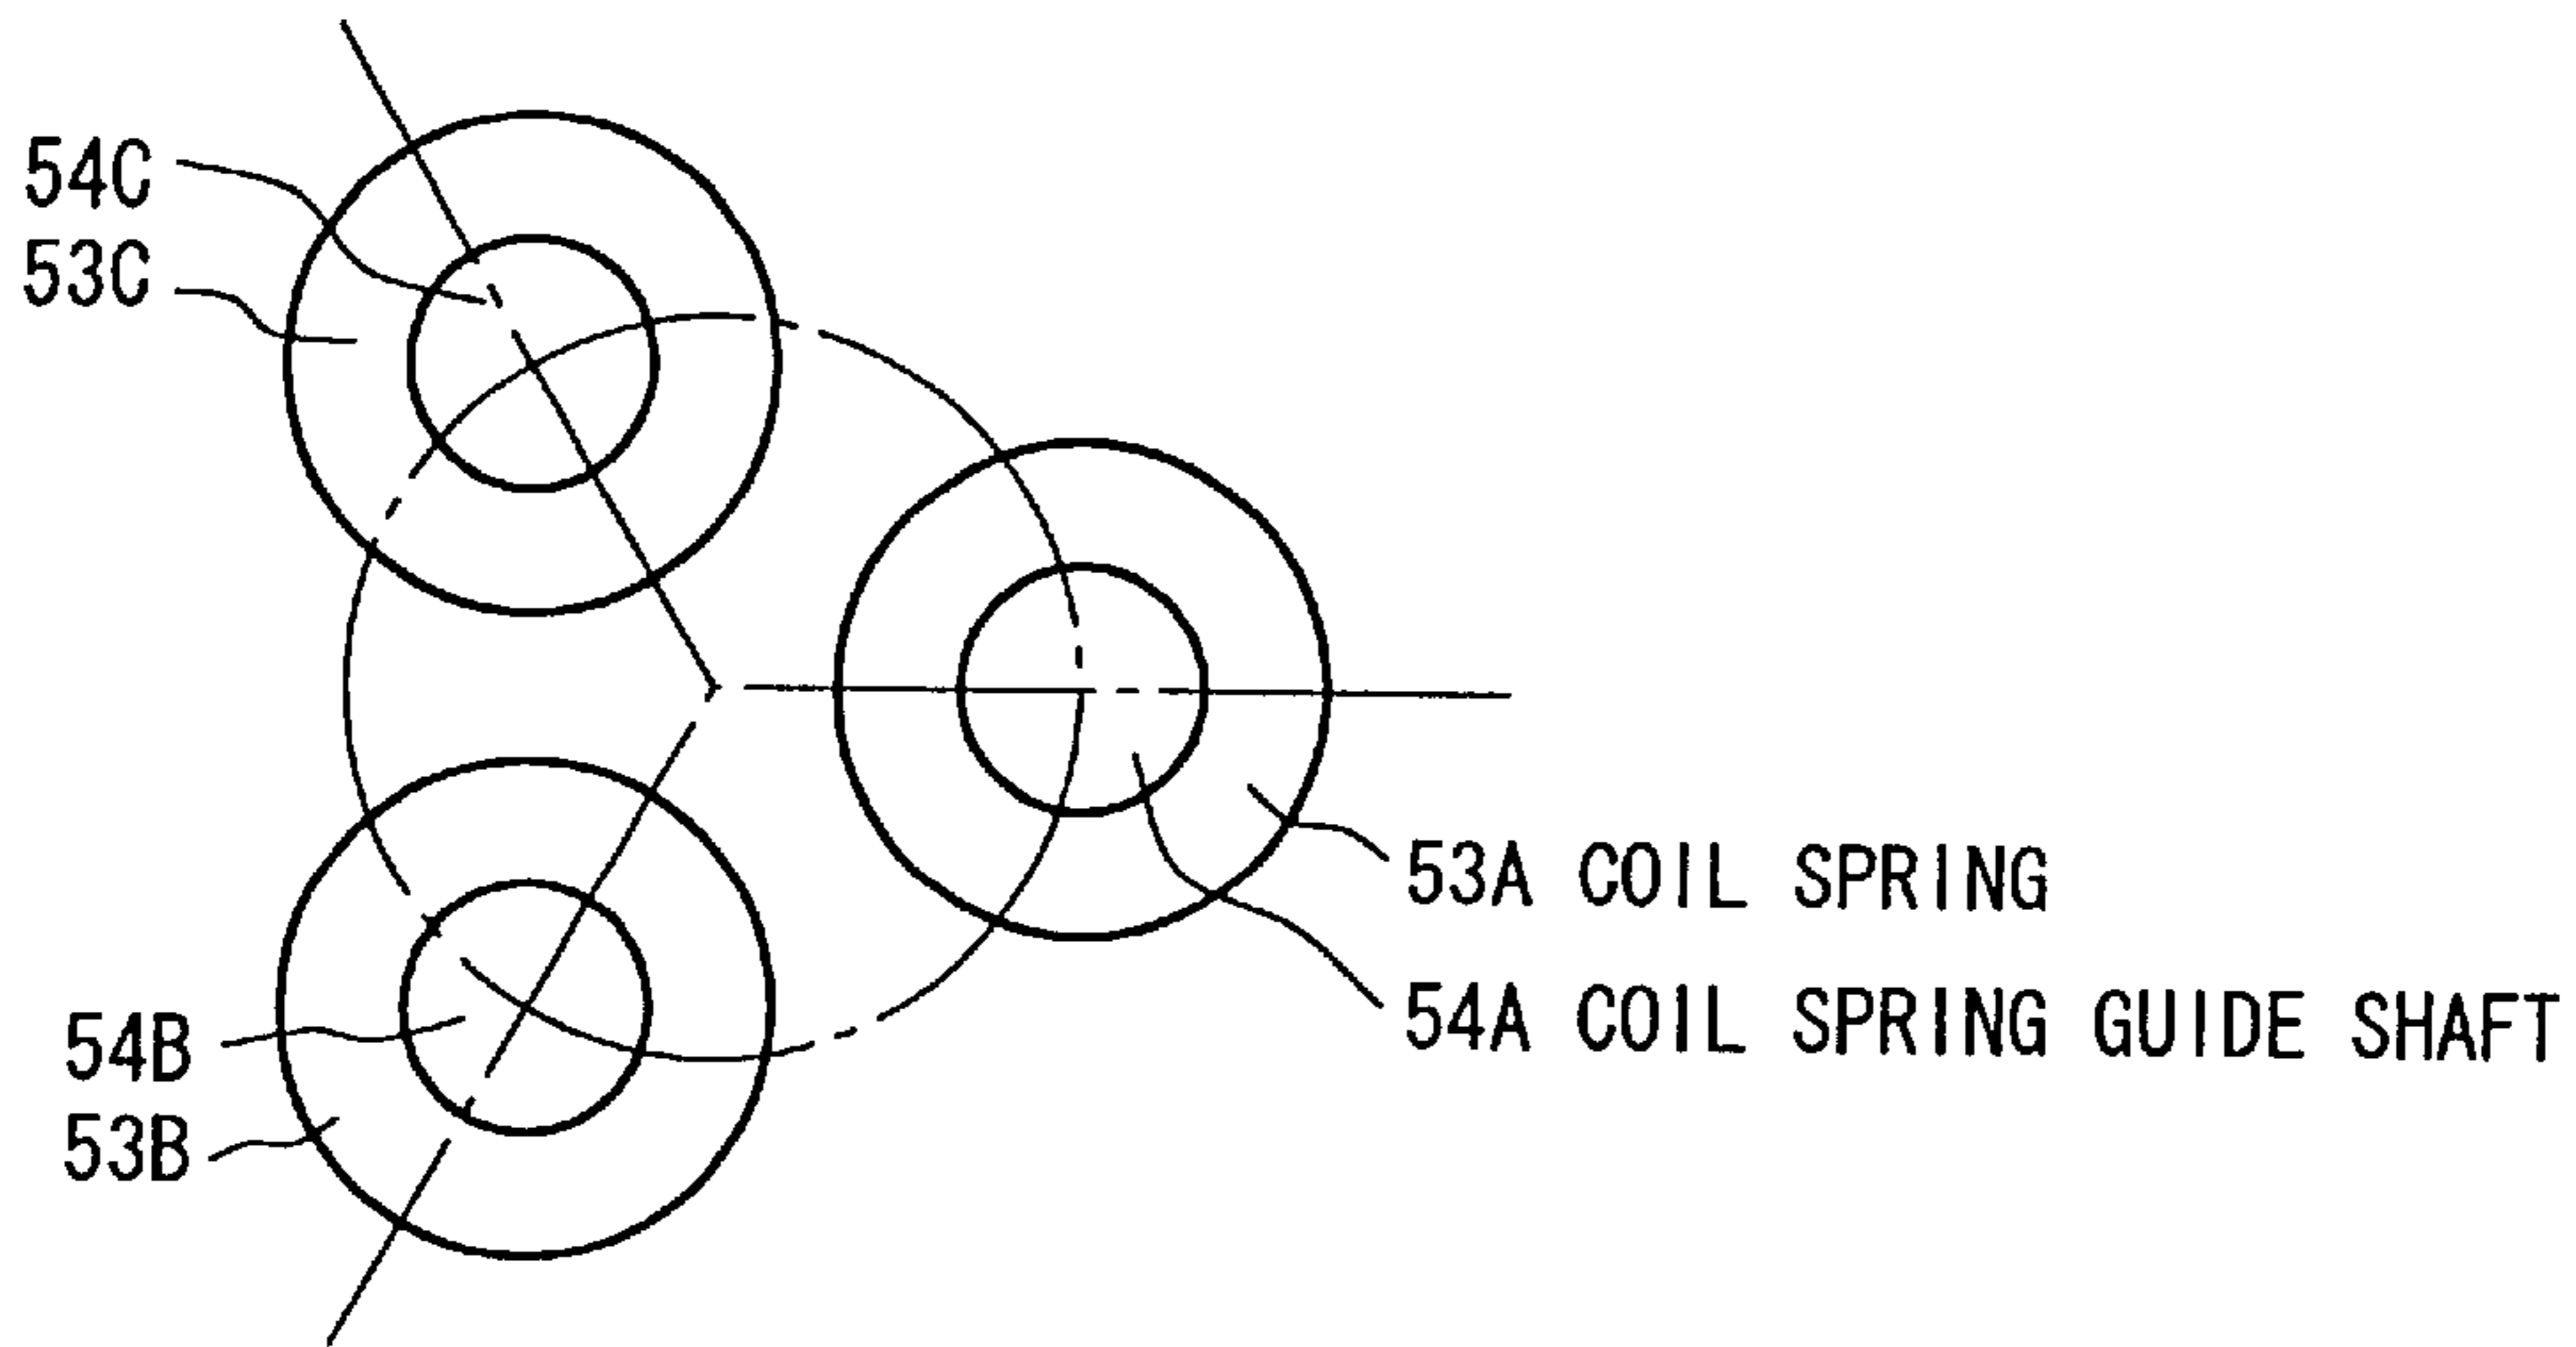 54C
53C
53A COIL SPRING
54A COIL SPRING GUIDE SHAFT
54B
53B